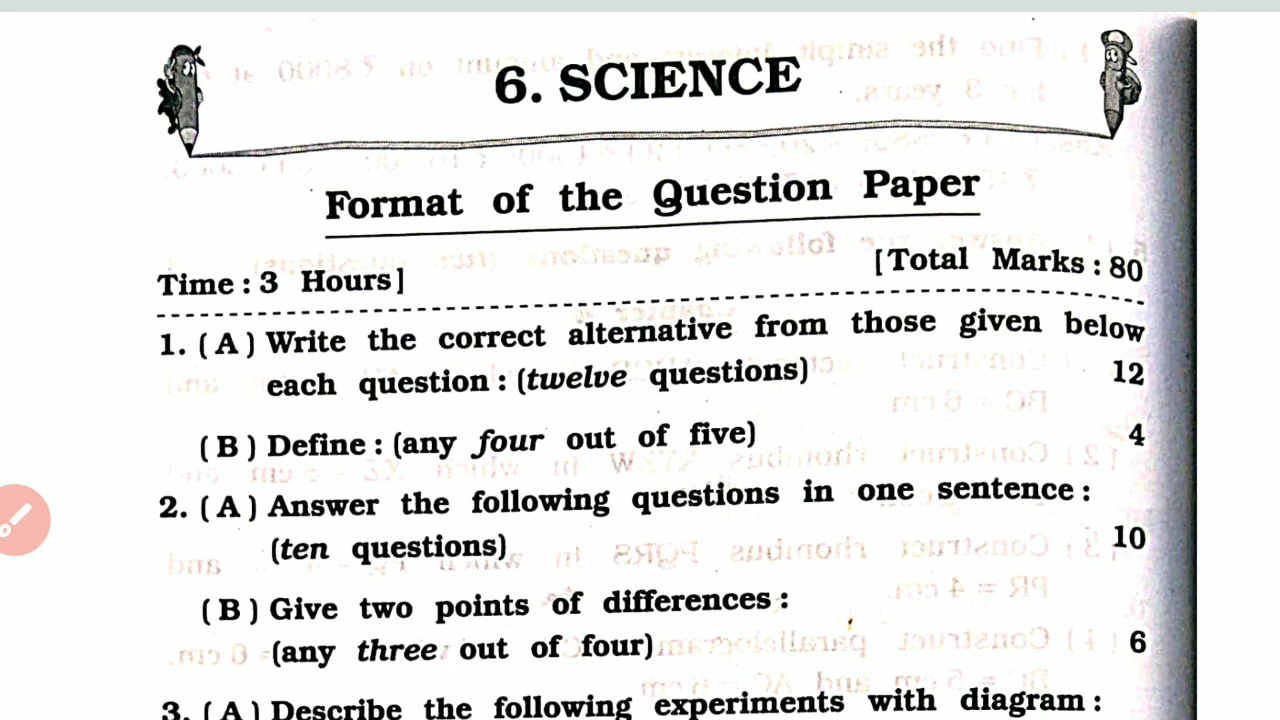 6. SCIENCE
Format of the Question Paper
Time : 3 Hours ]
[ Total Marks : 80
1. ( A ) Write the correct alternative from those given below
each question : (twelve questions) 12
( B ) Define : (any four out of five) 4
2. ( A ) Answer the following questions in one sentence :
(ten questions) 10
( B ) Give two points of differences :
(any three out of four) 6
3. ( A ) Describe the following experiments with diagram :